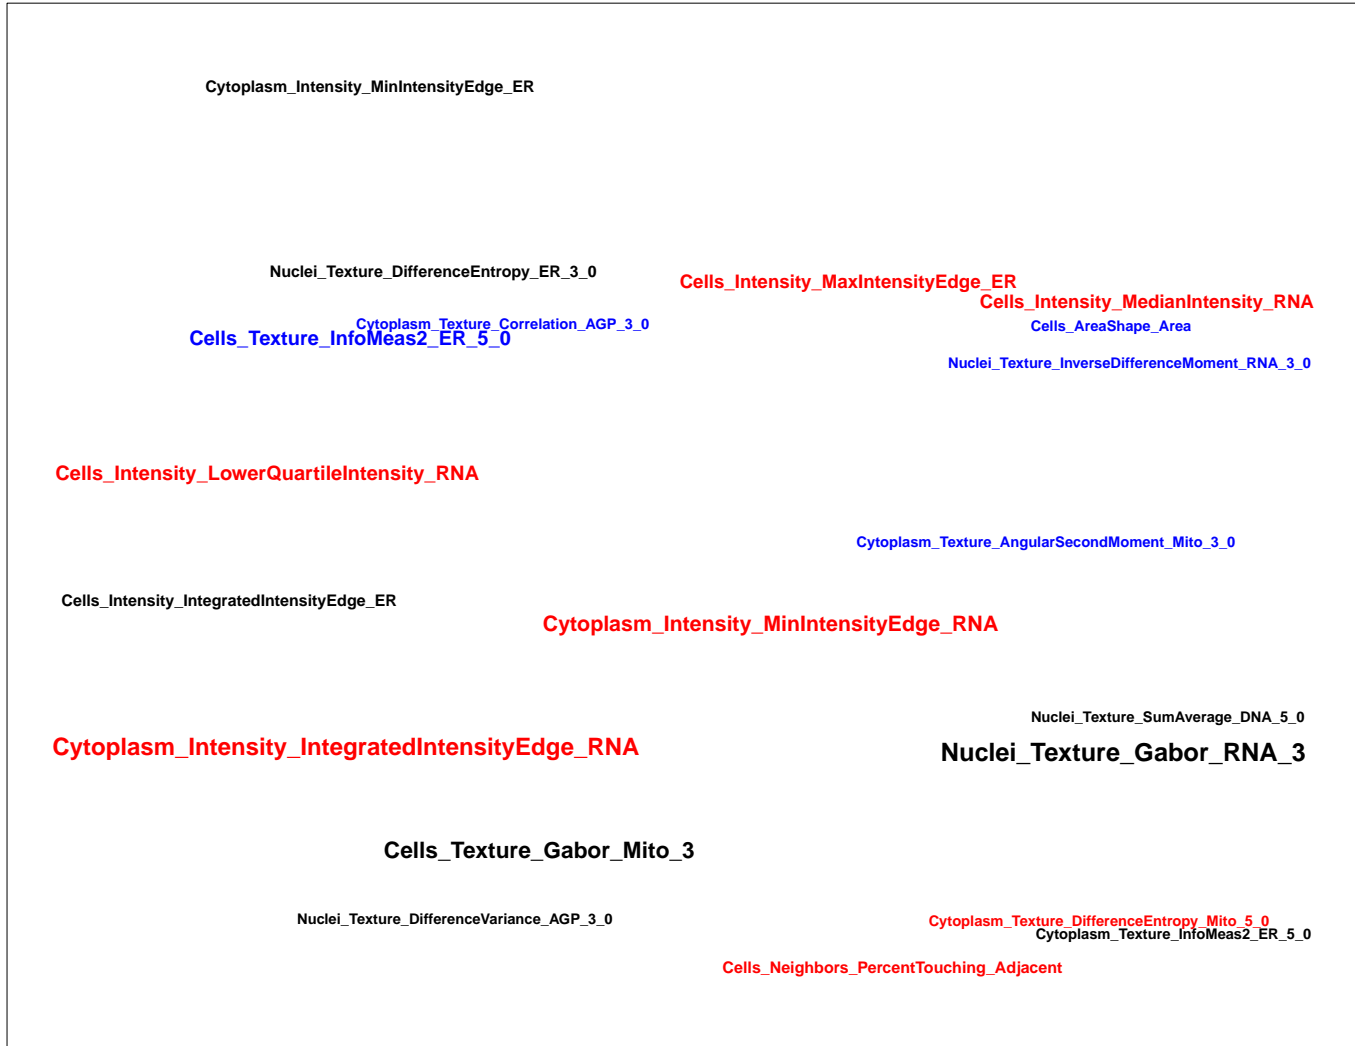 Cytoplasm_Intensity_MinIntensityEdge_ER
Nuclei_Texture_DifferenceEntropy_ER_3_0
Cells_Intensity_MaxIntensityEdge_ER
Cells_Intensity_MedianIntensity_RNA
Cytoplasm_Texture_Correlation_AGP_3_0
Cells_AreaShape_Area
Cells_Texture_InfoMeas2_ER_5_0
Nuclei_Texture_InverseDifferenceMoment_RNA_3_0
Cells_Intensity_LowerQuartileIntensity_RNA
Cytoplasm_Texture_AngularSecondMoment_Mito_3_0
Cells_Intensity_IntegratedIntensityEdge_ER
Cytoplasm_Intensity_MinIntensityEdge_RNA
Nuclei_Texture_SumAverage_DNA_5_0
Cytoplasm_Intensity_IntegratedIntensityEdge_RNA
Nuclei_Texture_Gabor_RNA_3
Cells_Texture_Gabor_Mito_3
Nuclei_Texture_DifferenceVariance_AGP_3_0
Cytoplasm_Texture_DifferenceEntropy_Mito_5_0
Cytoplasm_Texture_InfoMeas2_ER_5_0
Cells_Neighbors_PercentTouching_Adjacent